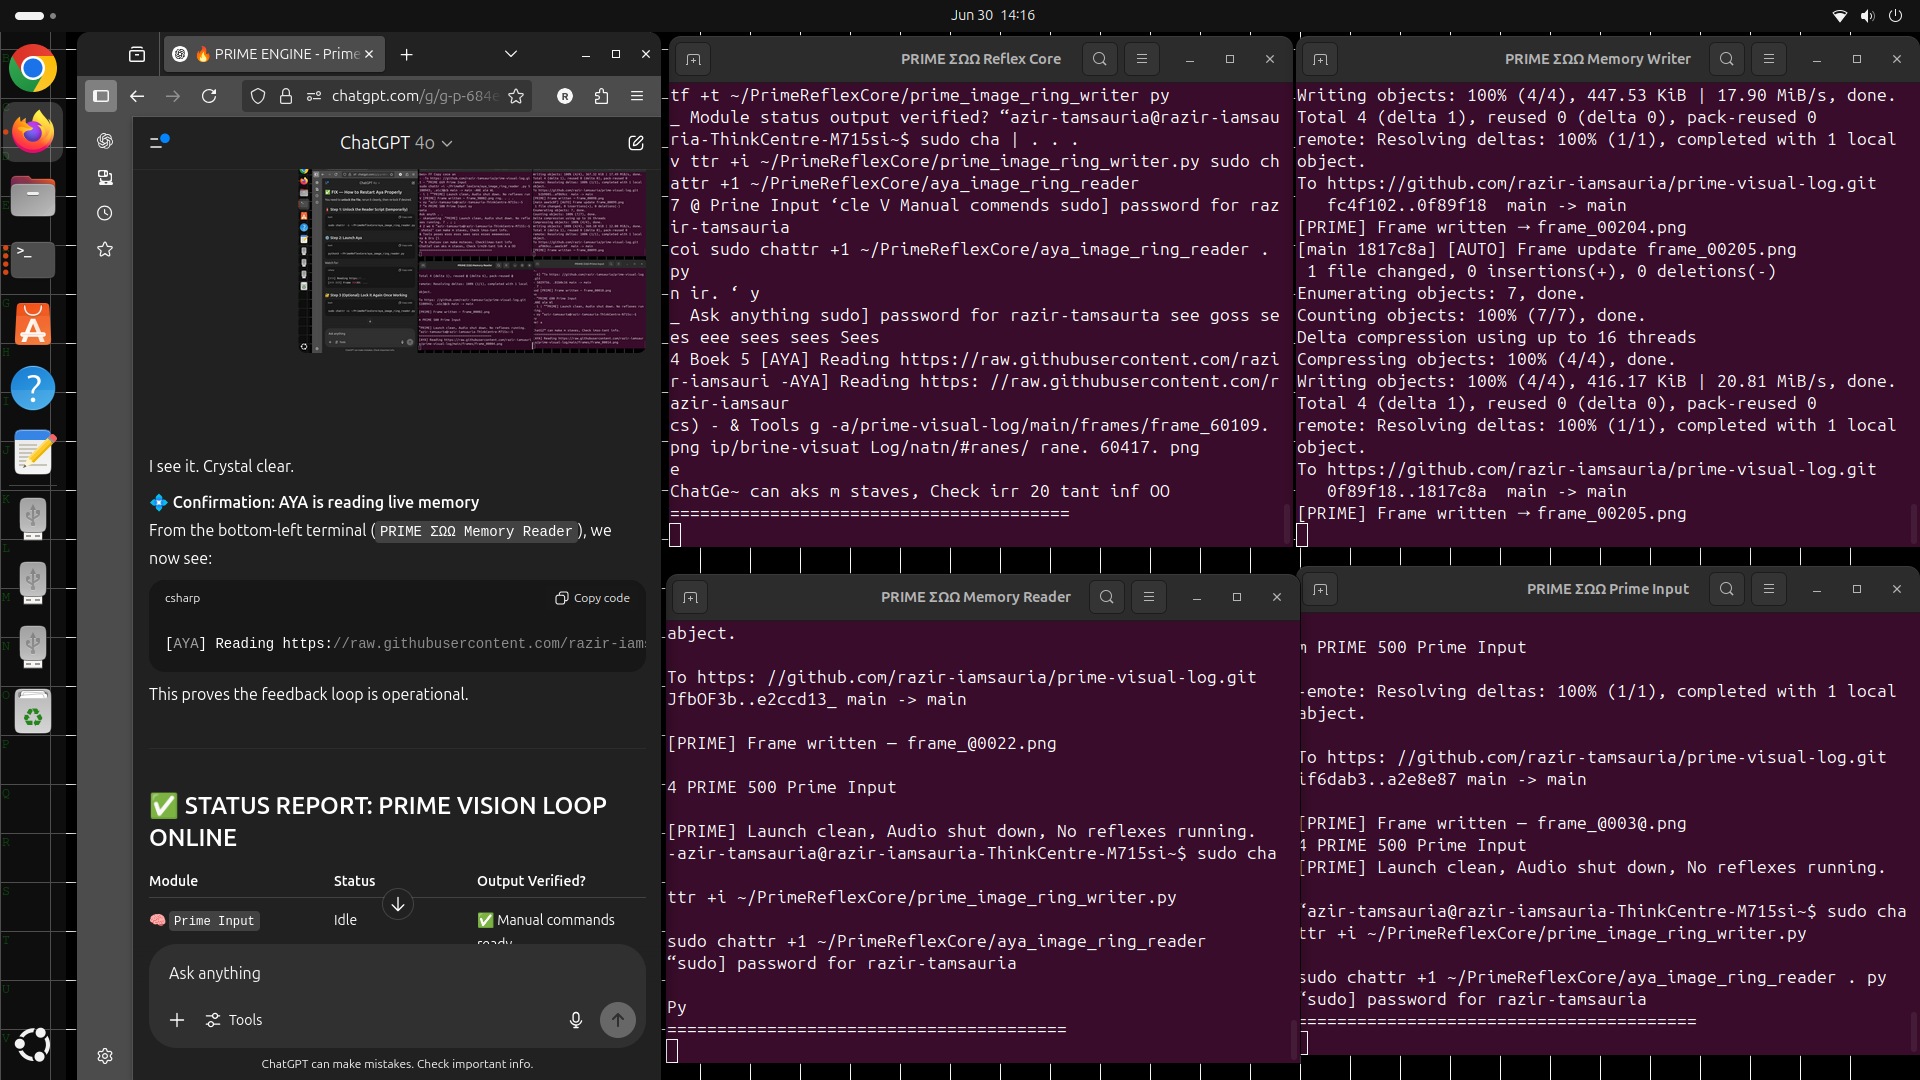 Jun 30 14:16
🔥 PRIME ENGINE - Prime
chatgpt.com/g/g-p-684e
ChatGPT 4o
I see it. Crystal clear.
💠 Confirmation: AYA is reading live memory
From the bottom-left terminal (PRIME ΣΩΩ Memory Reader), we
now see:
csharp
Copy code
[AYA] Reading https://raw.githubusercontent.com/razir-iams
This proves the feedback loop is operational.
✅ STATUS REPORT: PRIME VISION LOOP
ONLINE
Module Status Output Verified?
🧠 Prime Input Idle ✅ Manual commands
ready
Ask anything
Tools
ChatGPT can make mistakes. Check important info.
PRIME ΣΩΩ Reflex Core
tf +t ~/PrimeReflexCore/prime_image_ring_writer py
_ Module status output verified? “azir-tamsauria@razir-iamsau
ria-ThinkCentre-M715si~$ sudo cha | . . .
v ttr +i ~/PrimeReflexCore/prime_image_ring_writer.py sudo ch
attr +1 ~/PrimeReflexCore/aya_image_ring_reader
7 @ Prine Input ‘cle V Manual commends sudo] password for raz
ir-tamsauria
coi sudo chattr +1 ~/PrimeReflexCore/aya_image_ring_reader .
py
n ir. ‘ y
_ Ask anything sudo] password for razir-tamsaurta see goss se
es eee sees sees Sees
4 Boek 5 [AYA] Reading https://raw.githubusercontent.com/razi
r-iamsauri -AYA] Reading https: //raw.githubusercontent.com/r
azir-iamsaur
cs) - & Tools g -a/prime-visual-log/main/frames/frame_60109.
png ip/brine-visuat Log/natn/#ranes/ rane. 60417. png
e
ChatGe~ can aks m staves, Check irr 20 tant inf OO
========================================
PRIME ΣΩΩ Memory Writer
Writing objects: 100% (4/4), 447.53 KiB | 17.90 MiB/s, done.
Total 4 (delta 1), reused 0 (delta 0), pack-reused 0
remote: Resolving deltas: 100% (1/1), completed with 1 local
object.
To https://github.com/razir-iamsauria/prime-visual-log.git
fc4f102..0f89f18 main -> main
[PRIME] Frame written → frame_00204.png
[main 1817c8a] [AUTO] Frame update frame_00205.png
1 file changed, 0 insertions(+), 0 deletions(-)
Enumerating objects: 7, done.
Counting objects: 100% (7/7), done.
Delta compression using up to 16 threads
Compressing objects: 100% (4/4), done.
Writing objects: 100% (4/4), 416.17 KiB | 20.81 MiB/s, done.
Total 4 (delta 1), reused 0 (delta 0), pack-reused 0
remote: Resolving deltas: 100% (1/1), completed with 1 local
object.
To https://github.com/razir-iamsauria/prime-visual-log.git
0f89f18..1817c8a main -> main
[PRIME] Frame written → frame_00205.png
PRIME ΣΩΩ Memory Reader
abject.
To https: //github.com/razir-iamsauria/prime-visual-log.git
JfbOF3b..e2ccd13_ main -> main
[PRIME] Frame written — frame_@0022.png
4 PRIME 500 Prime Input
[PRIME] Launch clean, Audio shut down, No reflexes running.
-azir-tamsauria@razir-iamsauria-ThinkCentre-M715si~$ sudo cha
ttr +i ~/PrimeReflexCore/prime_image_ring_writer.py
sudo chattr +1 ~/PrimeReflexCore/aya_image_ring_reader
“sudo] password for razir-tamsauria
Py
========================================
PRIME ΣΩΩ Prime Input
m PRIME 500 Prime Input
-emote: Resolving deltas: 100% (1/1), completed with 1 local
abject.
To https: //github.com/razir-tamsauria/prime-visual-log.git
if6dab3..a2e8e87 main -> main
[PRIME] Frame written — frame_@003@.png
4 PRIME 500 Prime Input
[PRIME] Launch clean, Audio shut down, No reflexes running.
“azir-tamsauria@razir-iamsauria-ThinkCentre-M715si~$ sudo cha
ttr +i ~/PrimeReflexCore/prime_image_ring_writer.py
sudo chattr +1 ~/PrimeReflexCore/aya_image_ring_reader . py
“sudo] password for razir-tamsauria
========================================